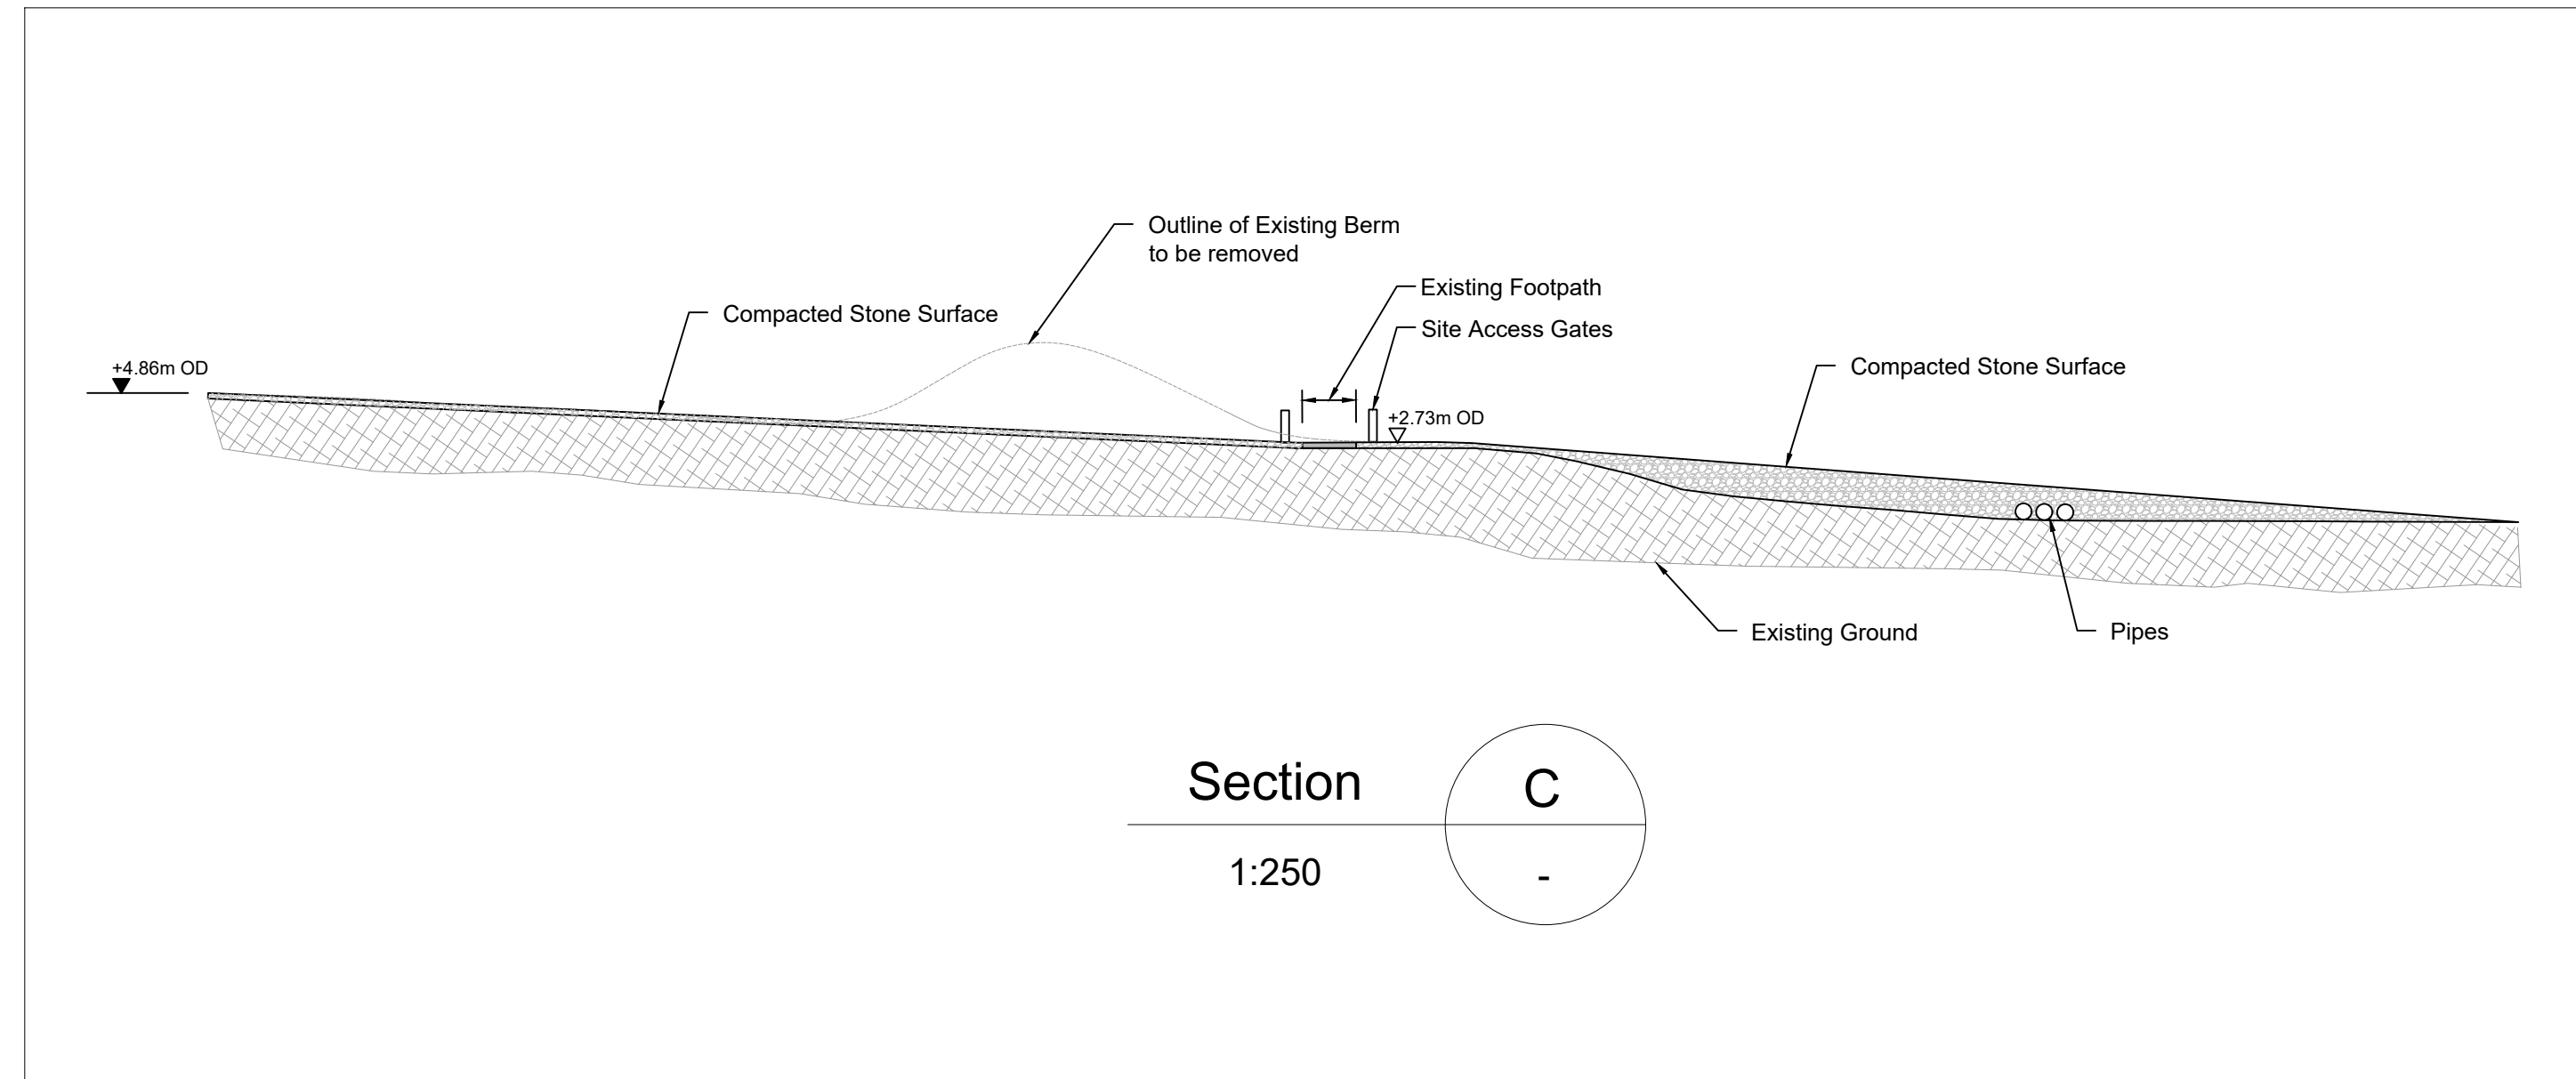 Outline of Existing Berm
to be removed
Existing Footpath
Compacted Stone Surface
Site Access Gates
+4.86m OD
Compacted Stone Surface
+2.73m OD
Existing Ground
Pipes
Section
C
1:250
-